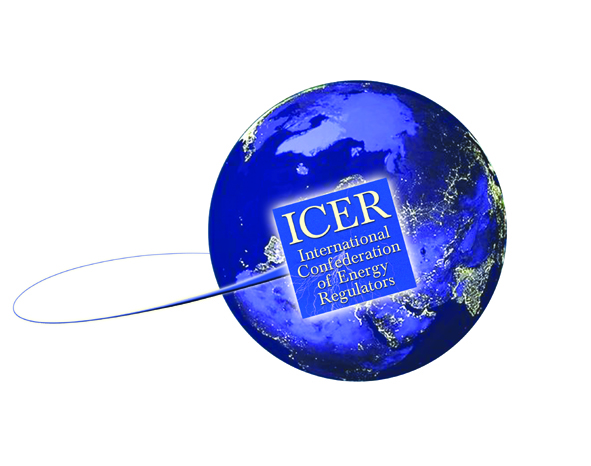 ICER
International
Confederation
of Energy
Regulators